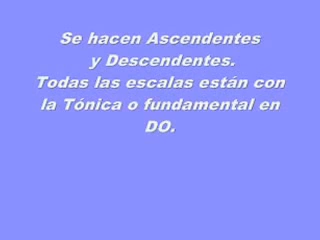 Se hacen Ascendentes
y Descendentes.
Todas las escalas están con
la Tónica o fundamental en
DO.